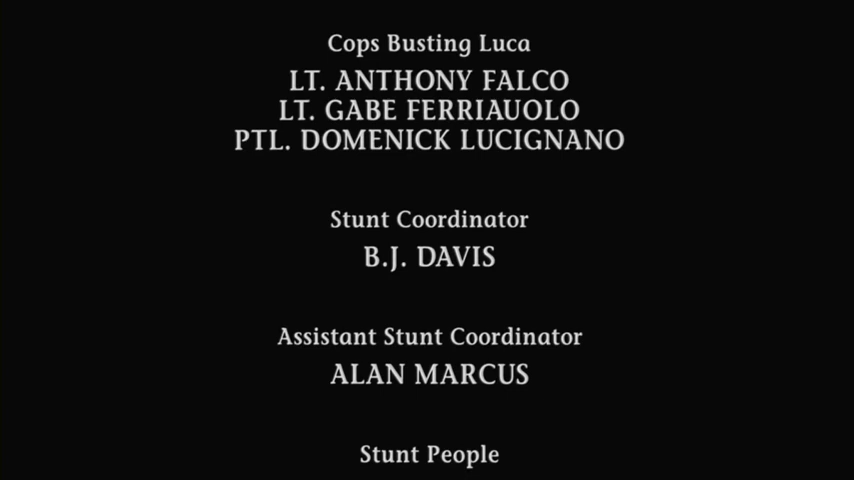 Cops Busting Luca
LT. ANTHONY FALCO
LT. GABE FERRIAUOLO
PTL. DOMENICK LUCIGNANO
Stunt Coordinator
B.J. DAVIS
Assistant Stunt Coordinator
ALAN MARCUS
Stunt People